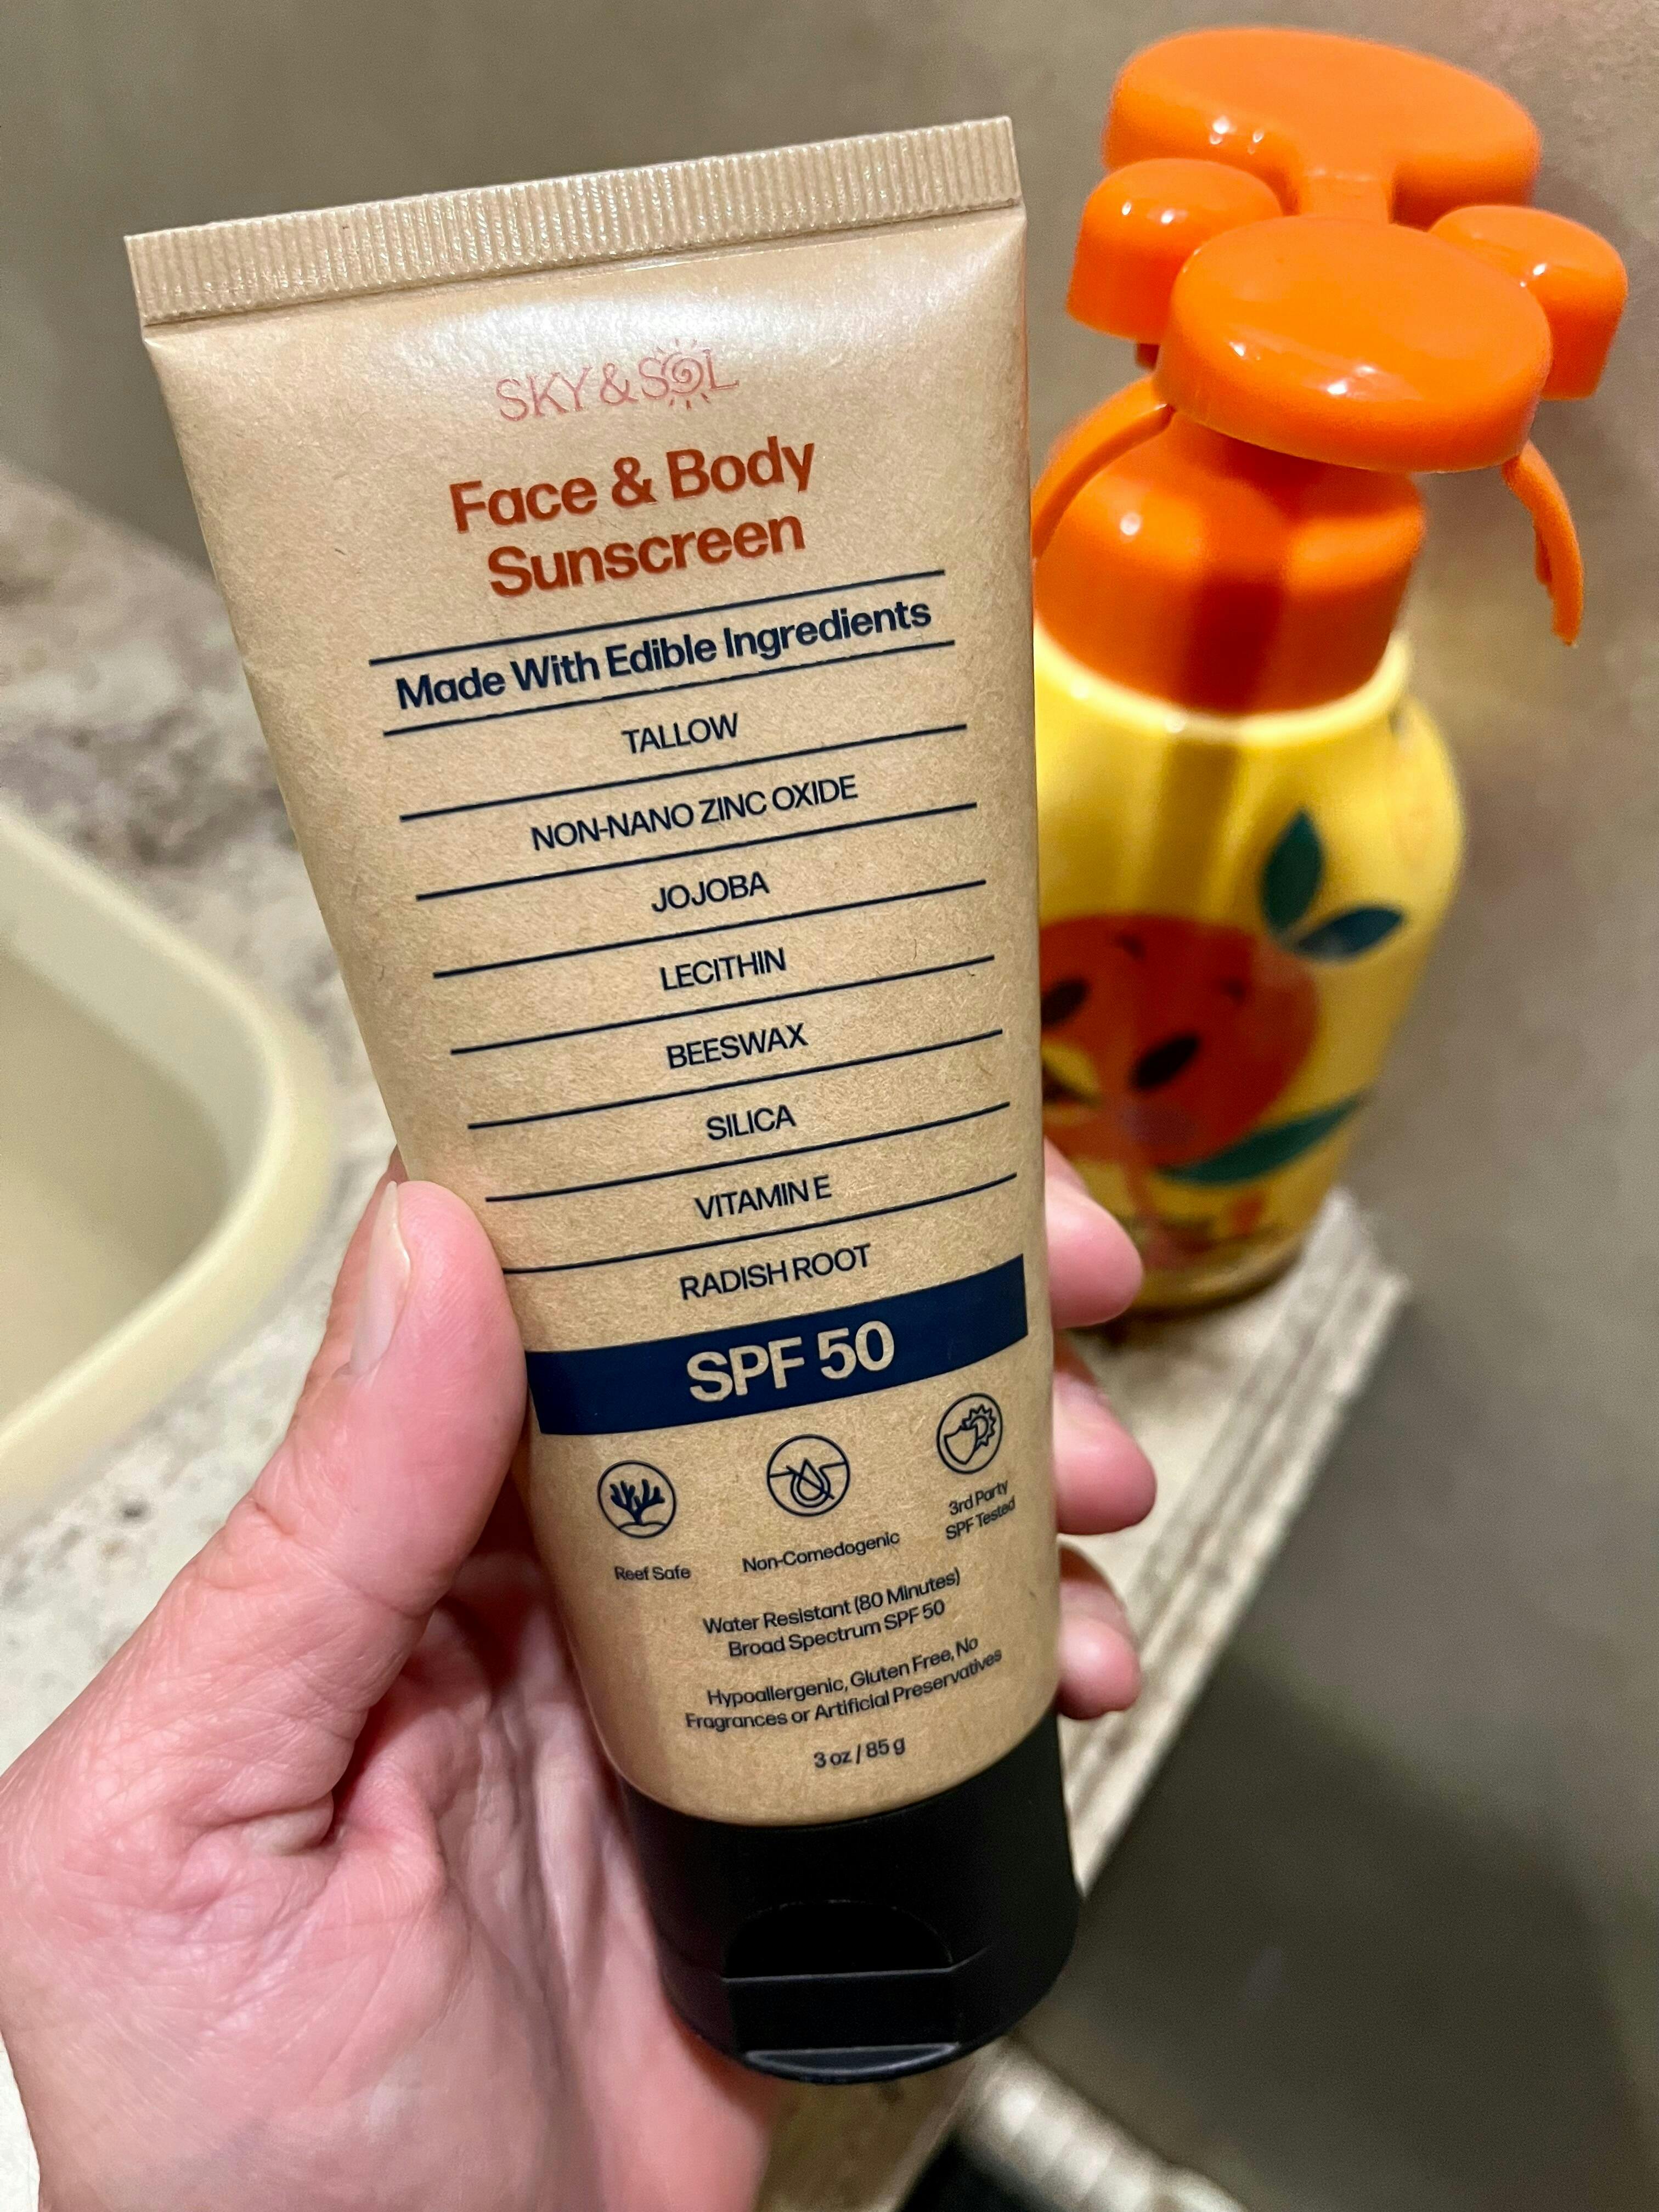 SKY & SOL
Face & Body
Sunscreen
Made With Edible Ingredients
TALLOW
NON-NANO ZINC OXIDE
JOJOBA
LECITHIN
BEESWAX
SILICA
VITAMIN E
RADISH ROOT
SPF 50
Reef Safe
Non-Comedogenic
3rd Party
SPF Tested
Water Resistant (80 Minutes)
Broad Spectrum SPF 50
Hypoallergenic, Gluten Free, No
Fragrances or Artificial Preservatives
3 oz / 85 g